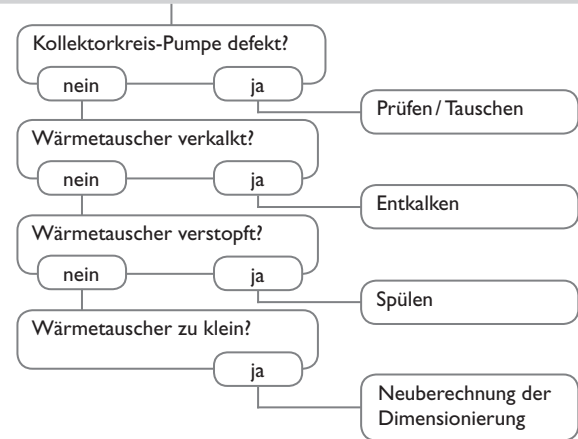 Kollektorkreis-Pumpe defekt?
nein
ja
Prüfen / Tauschen
Wärmetauscher verkalkt?
nein
ja
Entkalken
Wärmetauscher verstopft?
nein
ja
Spülen
Wärmetauscher zu klein?
ja
Neuberechnung der
Dimensionierung